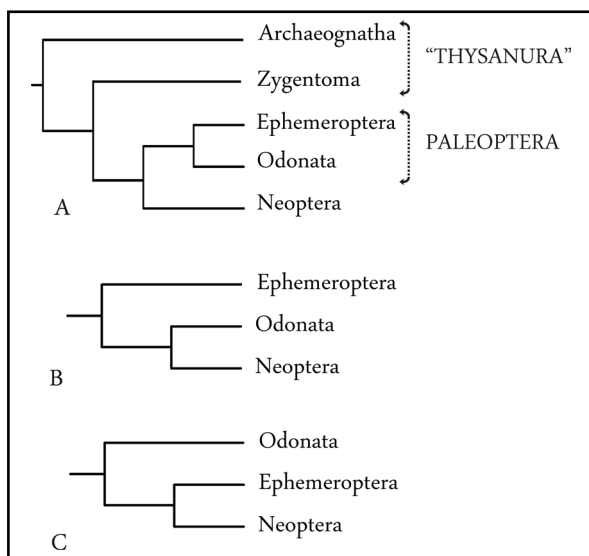 Archaeognatha
“THYSANURA”
Zygentoma
Ephemeroptera
PALEOPTERA
Odonata
A
Neoptera
Ephemeroptera
Odonata
B
Neoptera
Odonata
Ephemeroptera
C
Neoptera